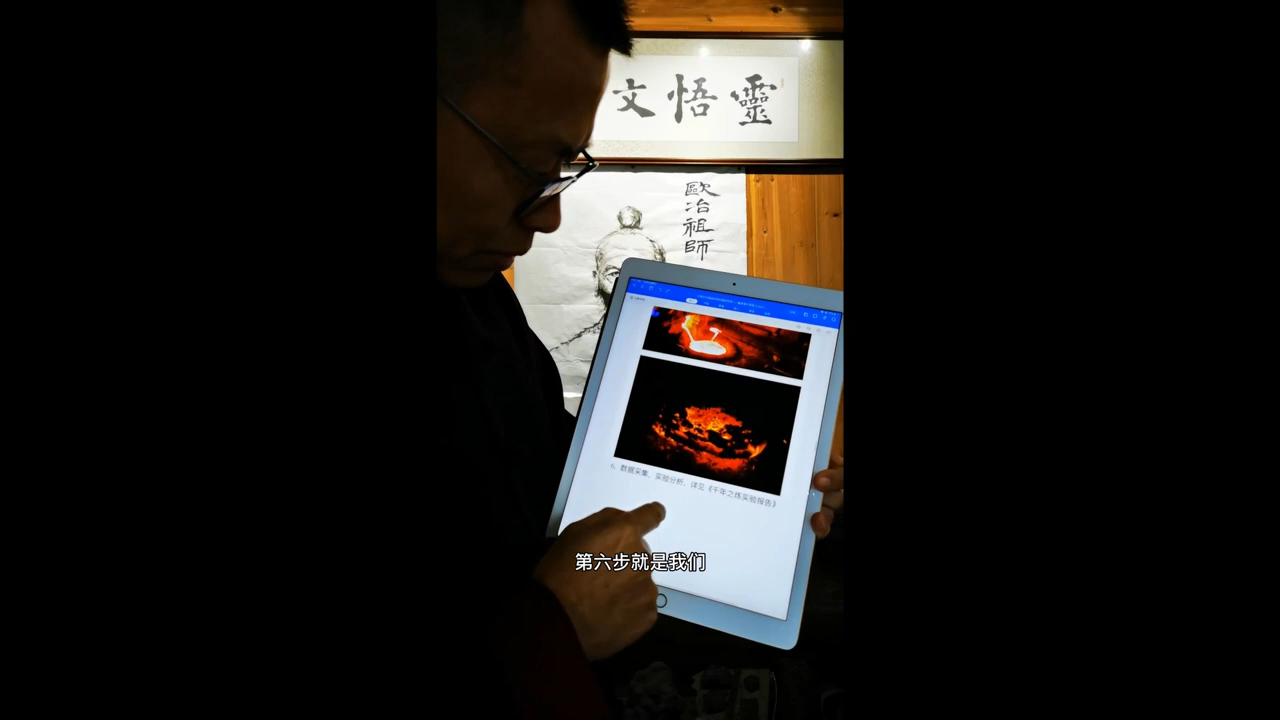 文悟靈
歐冶祖師
6、数据采集、实验分析，详见《千年之炼实验报告》
第六步就是我们